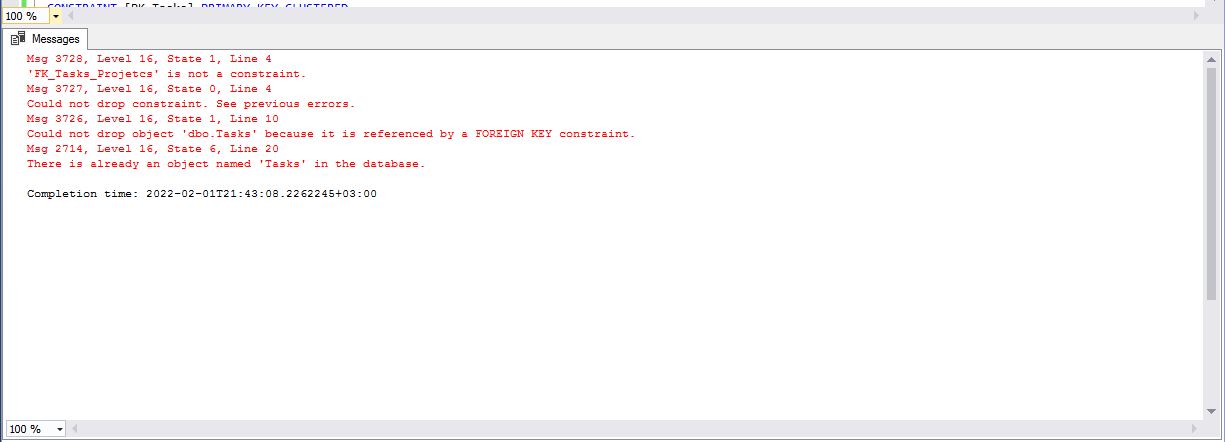 CONSTRAINT [PK_Tasks] PRIMARY KEY CLUSTERED
100 %
Messages
Msg 3728, Level 16, State 1, Line 4
'FK_Tasks_Projetcs' is not a constraint.
Msg 3727, Level 16, State 0, Line 4
Could not drop constraint. See previous errors.
Msg 3726, Level 16, State 1, Line 10
Could not drop object 'dbo.Tasks' because it is referenced by a FOREIGN KEY constraint.
Msg 2714, Level 16, State 6, Line 20
There is already an object named 'Tasks' in the database.
Completion time: 2022-02-01T21:43:08.2262245+03:00
100 %